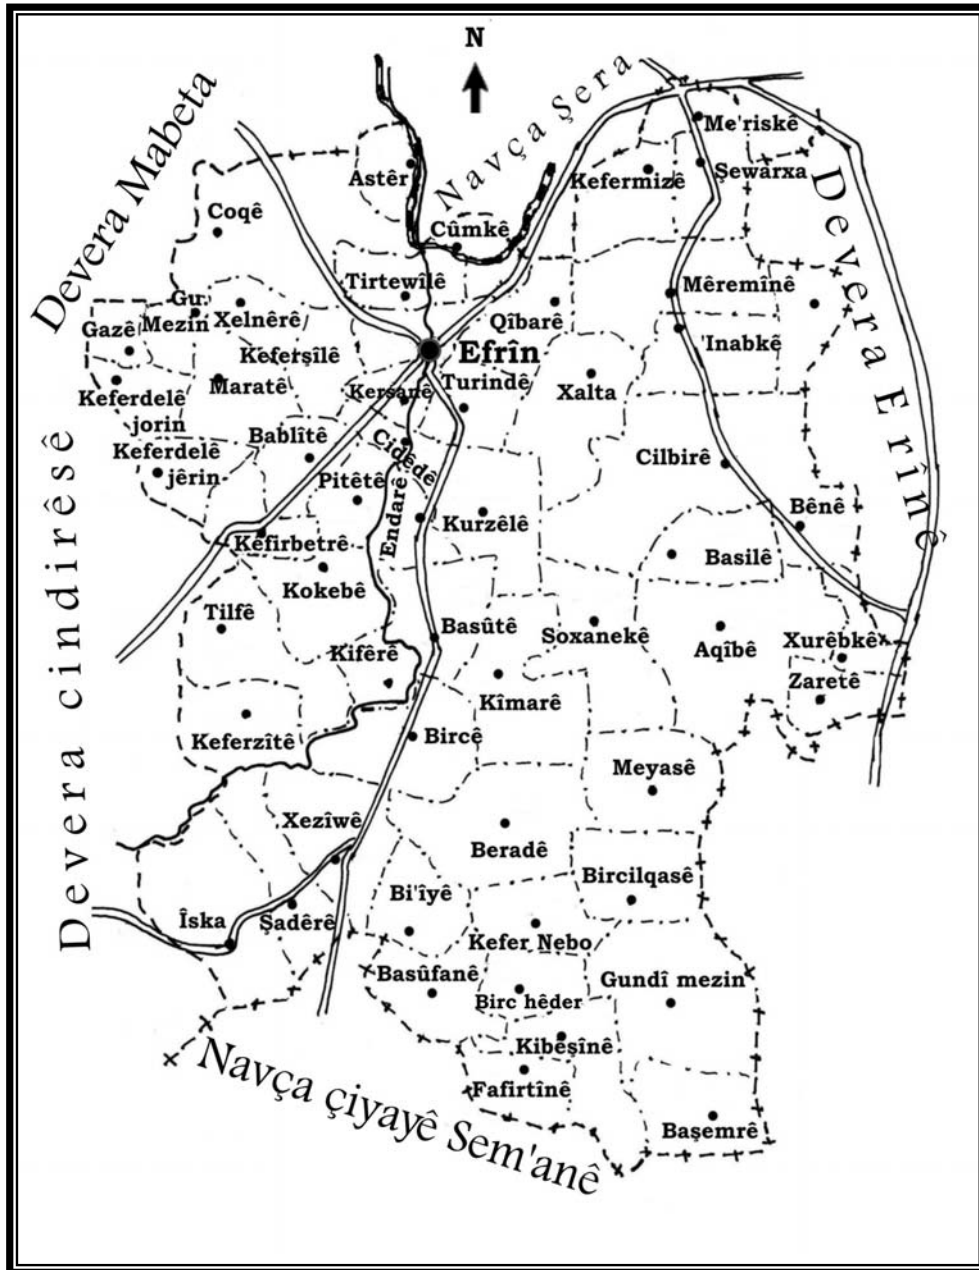 N
Navça Şera
Devera Mabeta
Me'riskê
Astêr
Kefermizê
Şewarxa
Devera Erînê
Coqê
Cûmkê
Tirtewîlê
Mêremînê
Gu.
Mezin
Xelnêrê
Qîbarê
Gazê
Keferşîlê
'Efrîn
'Inabkê
Maratê
Kersanê
Turindê
Xalta
Keferdelê
jorin
Bablîtê
Cidêdê
Keferdelê
jêrin
Cilbirê
Pitêtê
'Endarê
Kurzêlê
Bênê
Kefirbetrê
Basilê
Kokebê
Tilfê
Basûtê
Soxanekê
Aqîbê
Xurêbkê
Kifêrê
Zaretê
Kîmarê
Devera cindirêsê
Keferzîtê
Bircê
Meyasê
Xezîwê
Beradê
Bircilqasê
Bi'îyê
Îska
Şadêrê
Kefer Nebo
Basûfanê
Gundî mezin
Birc hêder
Kibeşînê
Fafirtînê
Navça çiyayê Sem'anê
Başemrê